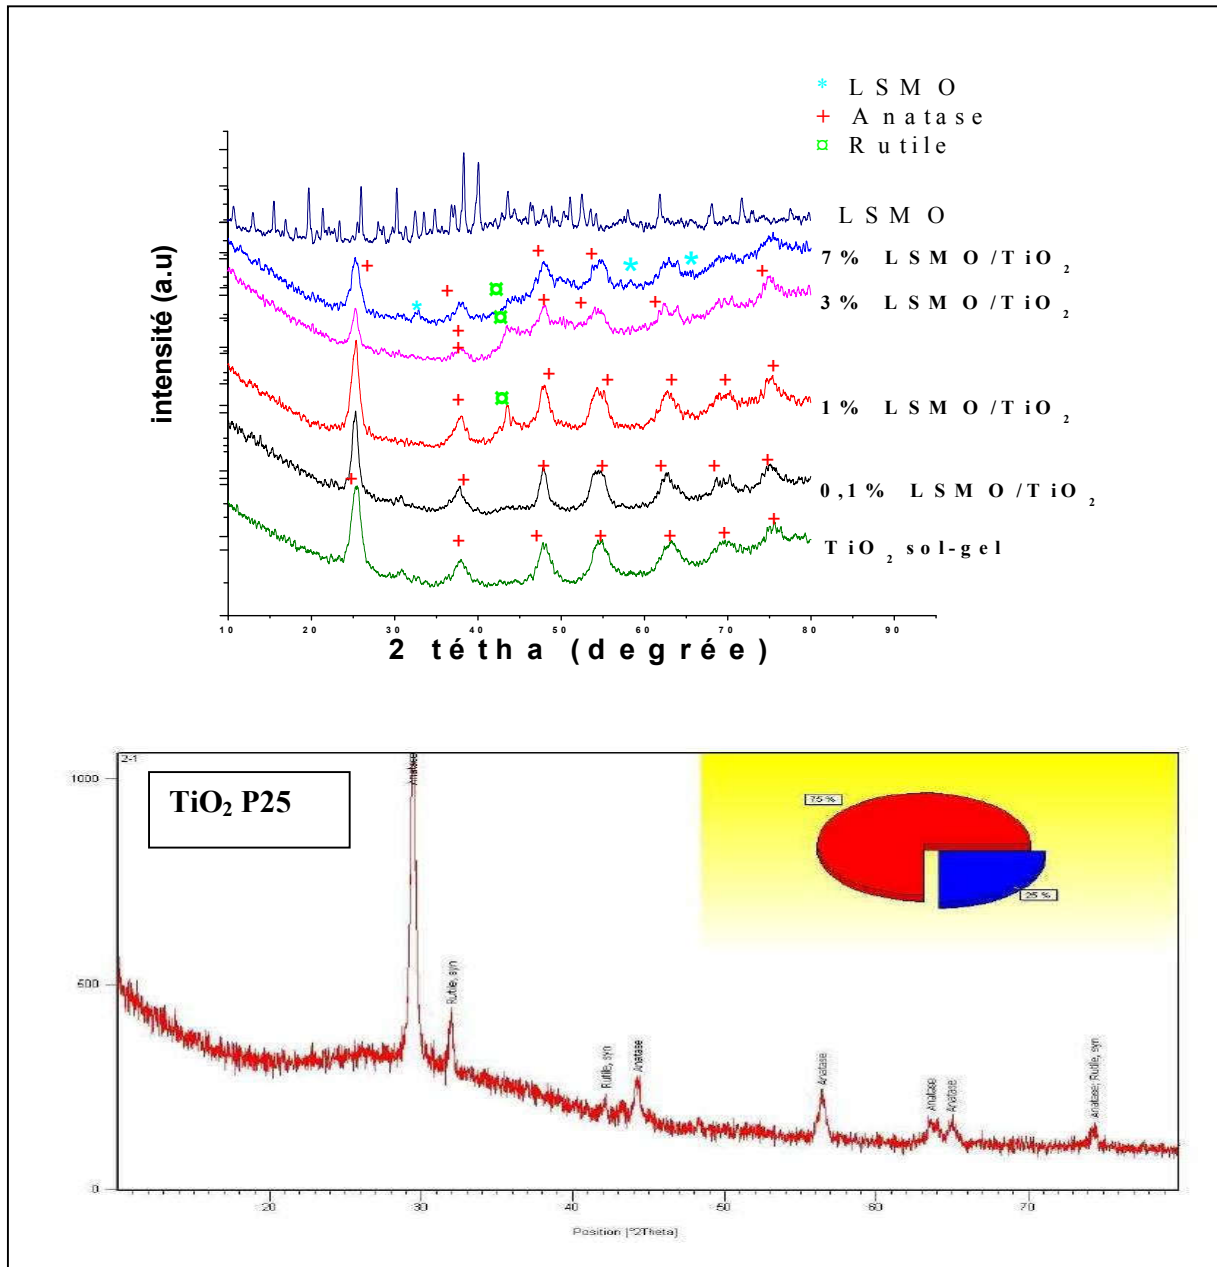 * LSMO
+ Anatase
¤ Rutile
LSMO
7% LSMO/TiO₂
3% LSMO/TiO₂
1% LSMO/TiO₂
0,1% LSMO/TiO₂
TiO₂ sol-gel
intensité (a.u)
10 20 30 40 50 60 70 80 90
2 tétha (degrée)
2-1
TiO₂ P25
75 %
25 %
1000
500
0
Anatase
Rutile, syn
Rutile, syn
Anatase
Anatase
Anatase
Anatase
Anatase; Rutile, syn
20 30 40 50 60 70
Position [°2Theta]